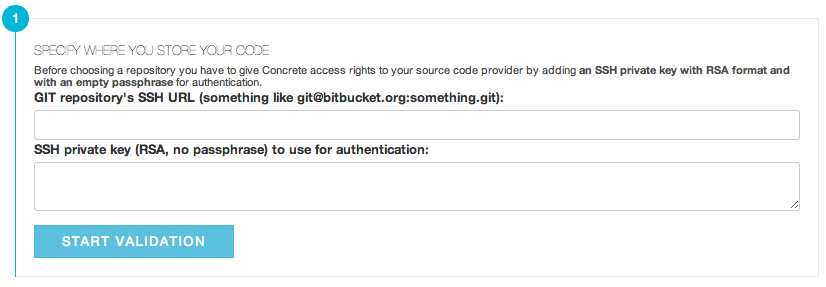 1
SPECIFY WHERE YOU STORE YOUR CODE
Before choosing a repository you have to give Concrete access rights to your source code provider by adding an SSH private key with RSA format and
with an empty passphrase for authentication.
GIT repository's SSH URL (something like git@bitbucket.org:something.git):
SSH private key (RSA, no passphrase) to use for authentication:
START VALIDATION